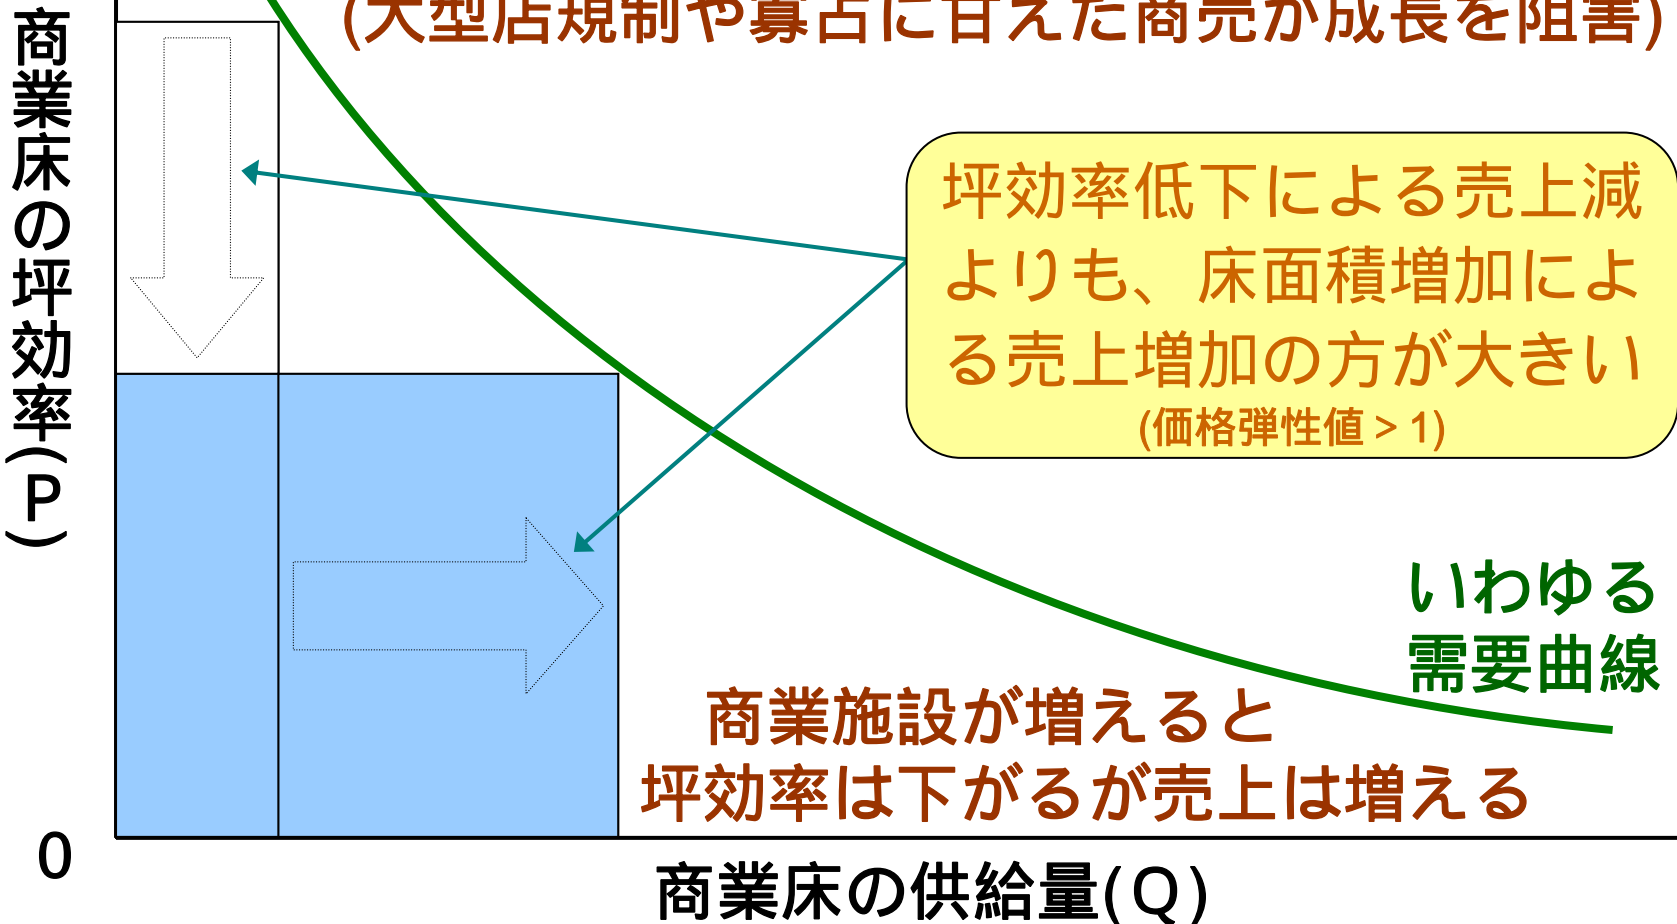 (大型店規制や寡占に甘えた商売が成長を阻害)
商業床の坪効率(P)
坪効率低下による売上減
よりも、床面積増加によ
る売上増加の方が大きい
(価格弾性値 > 1)
いわゆる
需要曲線
商業施設が増えると
坪効率は下がるが売上は増える
0
商業床の供給量(Q)